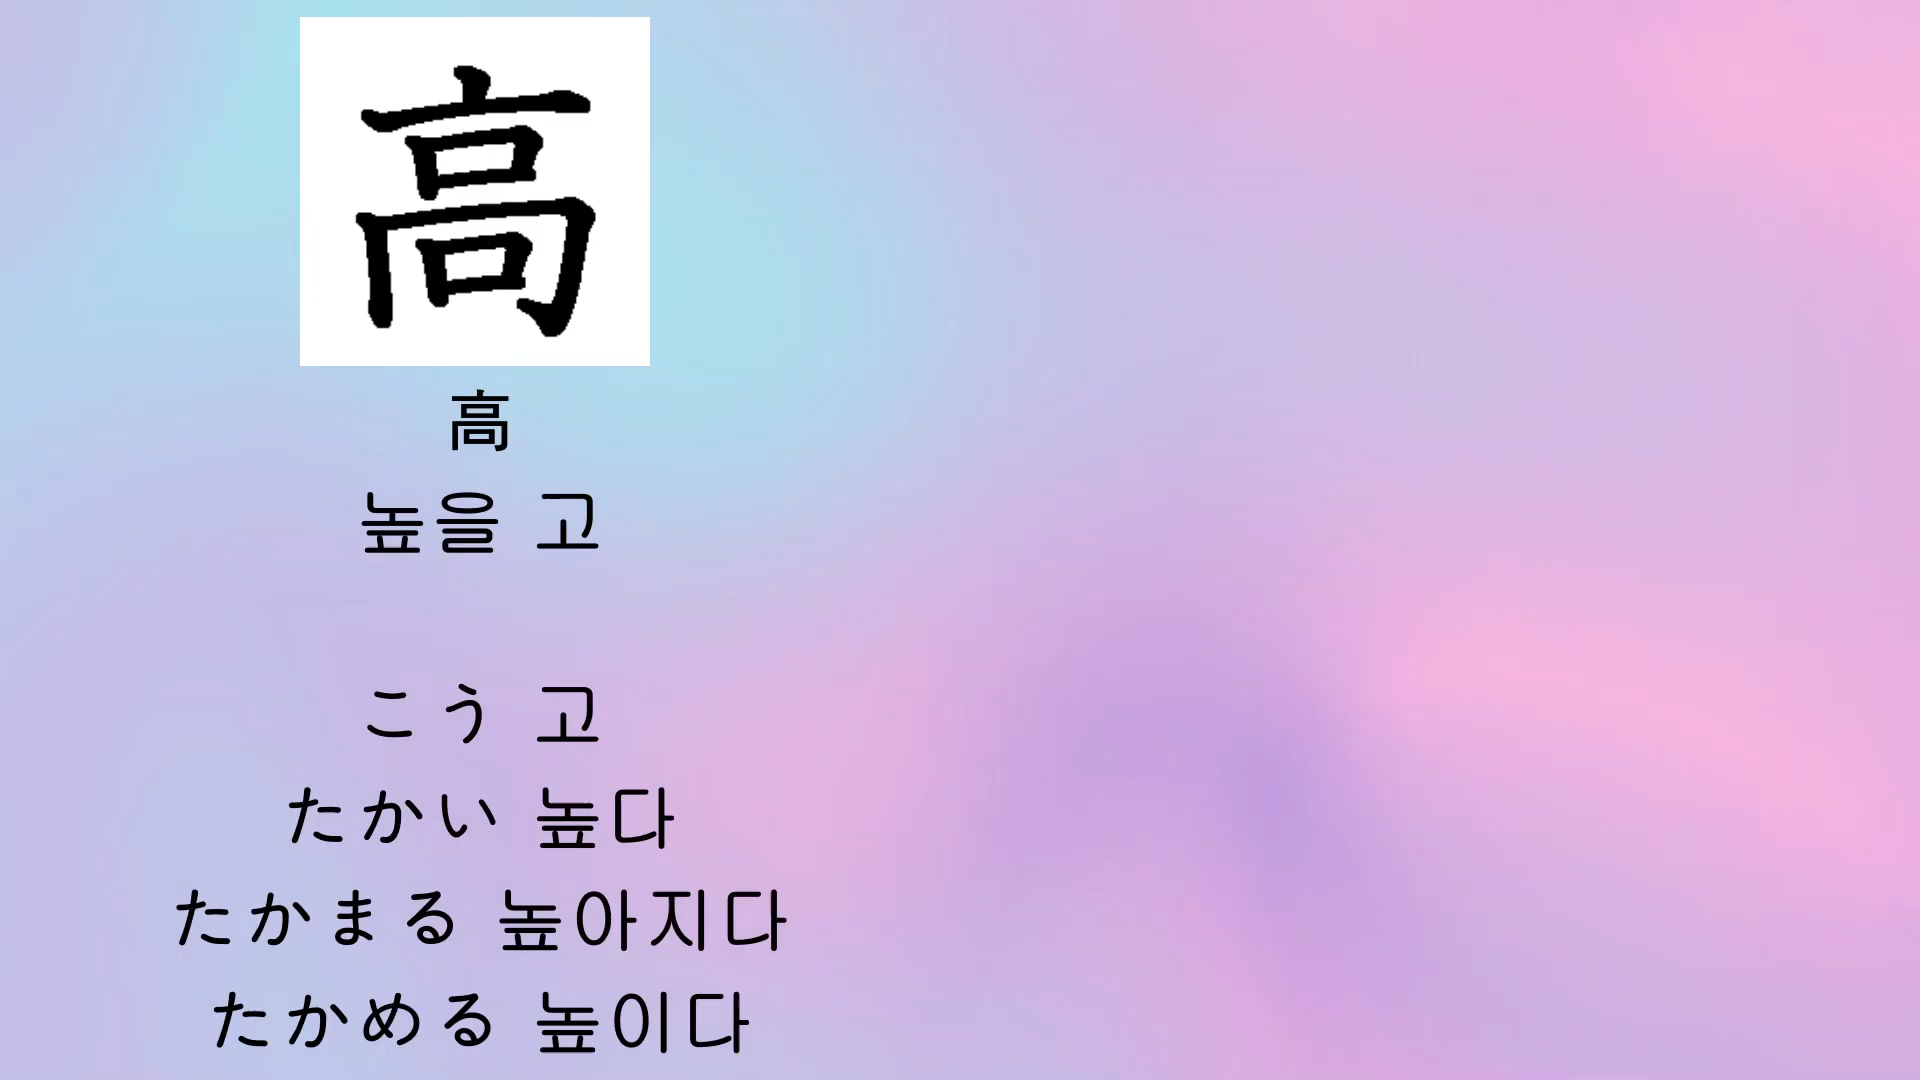 高
高
높을 고
こう 고
たかい 높다
たかまる 높아지다
たかめる 높이다